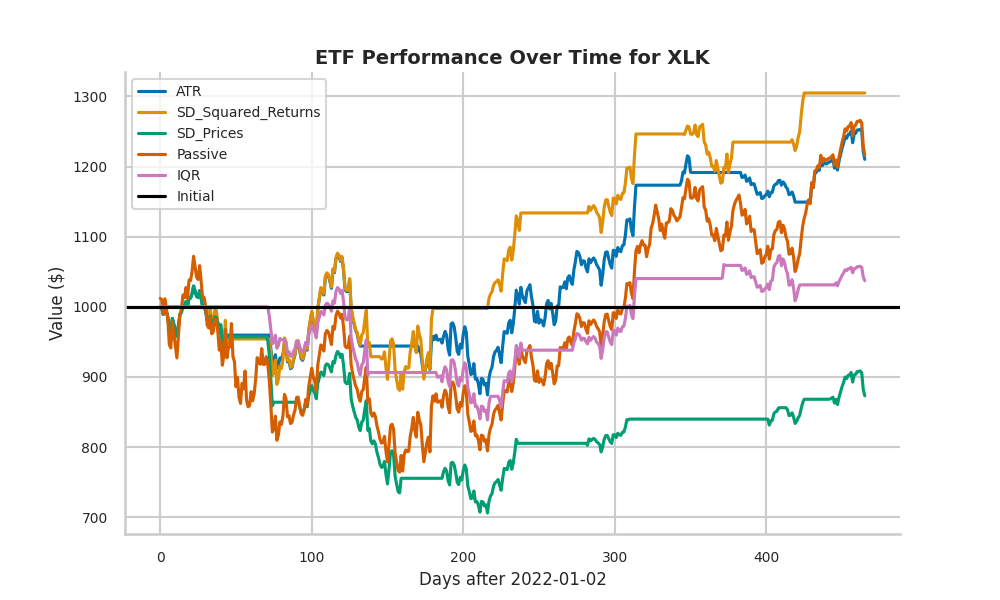 ETF Performance Over Time for XLK
ATR
SD_Squared_Returns
SD_Prices
Passive
IQR
Initial
Value ($)
1300
1200
1100
1000
900
800
700
0 100 200 300 400
Days after 2022-01-02